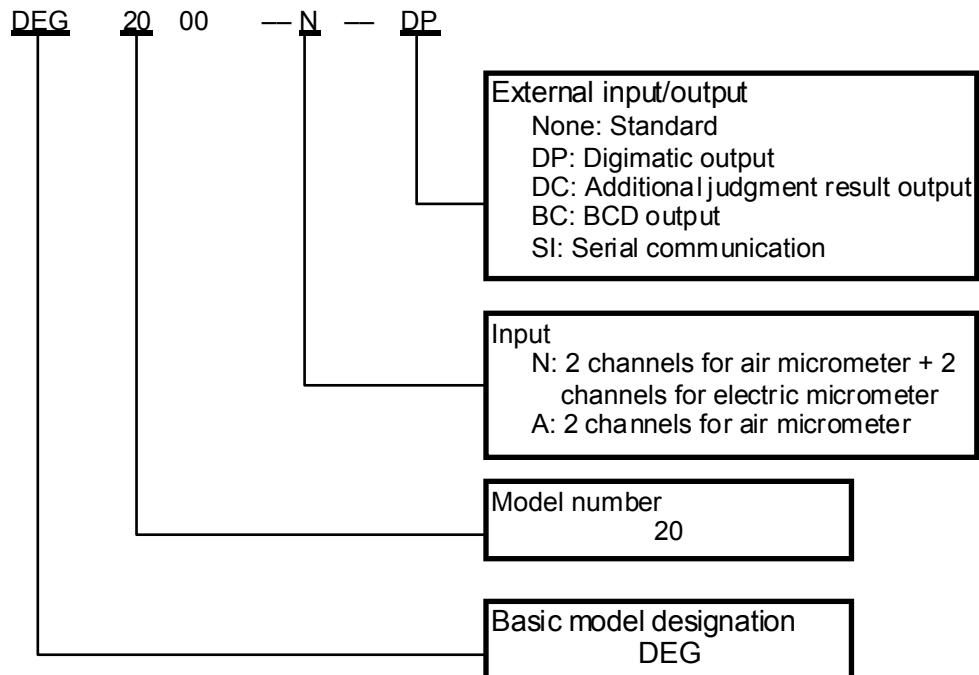 DEG 20 00 — N — DP
External input/output
None: Standard
DP: Digimatic output
DC: Additional judgment result output
BC: BCD output
SI: Serial communication
Input
N: 2 channels for air micrometer + 2
channels for electric micrometer
A: 2 channels for air micrometer
Model number
20
Basic model designation
DEG